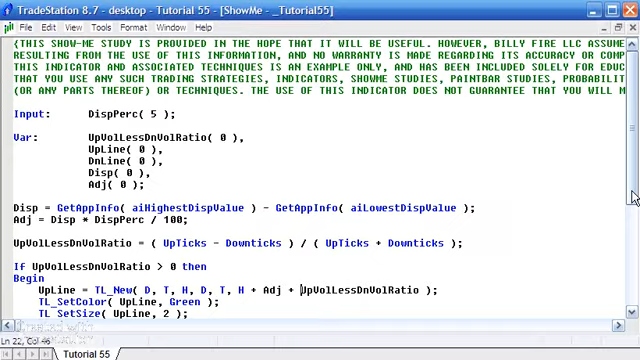 TradeStation 8.7 - desktop - Tutorial 55 - [ShowMe - _Tutorial55]
File Edit View Tools Format Window Help
{THIS SHOW-ME STUDY IS PROVIDED IN THE HOPE THAT IT WILL BE USEFUL. HOWEVER, BILLY FIRE LLC ASSUME
RESULTING FROM THE USE OF THIS INFORMATION, AND NO WARRANTY IS MADE REGARDING ITS ACCURACY OR COMP
THIS INDICATOR AND ASSOCIATED TECHNIQUES IS AN EXAMPLE ONLY, AND HAS BEEN INCLUDED SOLELY FOR EDUC
THAT YOU USE ANY SUCH TRADING STRATEGIES, INDICATORS, SHOWME STUDIES, PAINTBAR STUDIES, PROBABILIT
(OR ANY PARTS THEREOF) OR TECHNIQUES. THE USE OF THIS INDICATOR DOES NOT GUARANTEE THAT YOU WILL M
Input: DispPerc( 5 );
Var: UpVolLessDnVolRatio( 0 ),
UpLine( 0 ),
DnLine( 0 ),
Disp( 0 ),
Adj( 0 );
Disp = GetAppInfo( aiHighestDispValue ) - GetAppInfo( aiLowestDispValue );
Adj = Disp * DispPerc / 100;
UpVolLessDnVolRatio = ( UpTicks - Downticks ) / ( UpTicks + Downticks );
If UpVolLessDnVolRatio > 0 then
Begin
UpLine = TL_New( D, T, H, D, T, H + Adj + UpVolLessDnVolRatio );
TL_SetColor( UpLine, Green );
TL_SetSize( UpLine, 2 );
Ln 22, Col 46
Tutorial 55